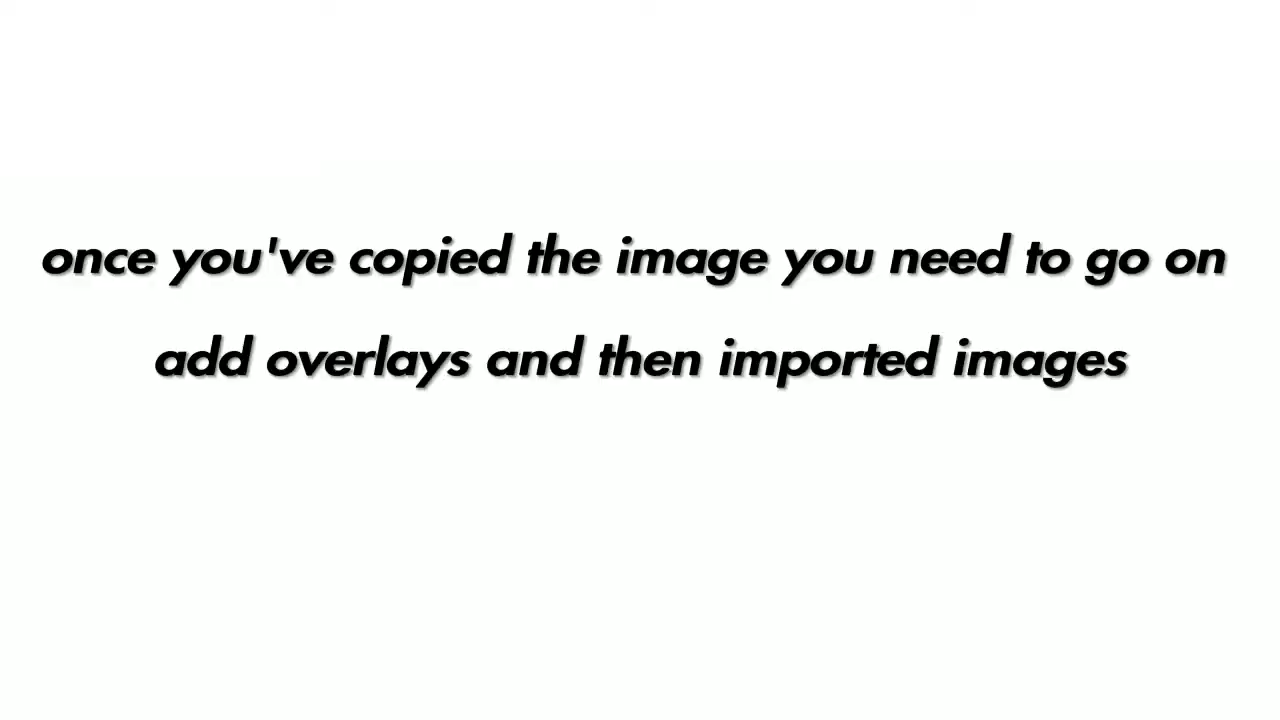 once you've copied the image you need to go on
add overlays and then imported images